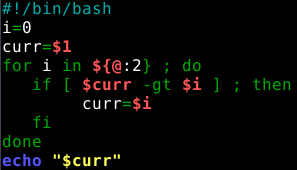 #!/bin/bash
i=0
curr=$1
for i in ${@:2} ; do
   if [ $curr -gt $i ] ; then
        curr=$i
   fi
done
echo "$curr"